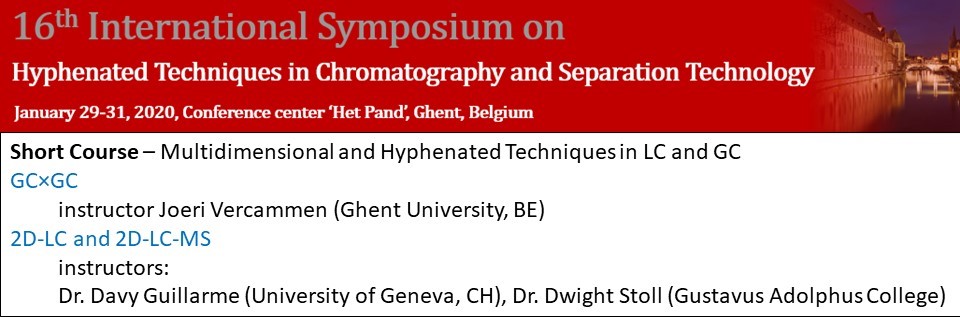 16th International Symposium on
Hyphenated Techniques in Chromatography and Separation Technology
January 29-31, 2020, Conference center ‘Het Pand’, Ghent, Belgium
Short Course – Multidimensional and Hyphenated Techniques in LC and GC
GC×GC
instructor Joeri Vercammen (Ghent University, BE)
2D-LC and 2D-LC-MS
instructors:
Dr. Davy Guillarme (University of Geneva, CH), Dr. Dwight Stoll (Gustavus Adolphus College)